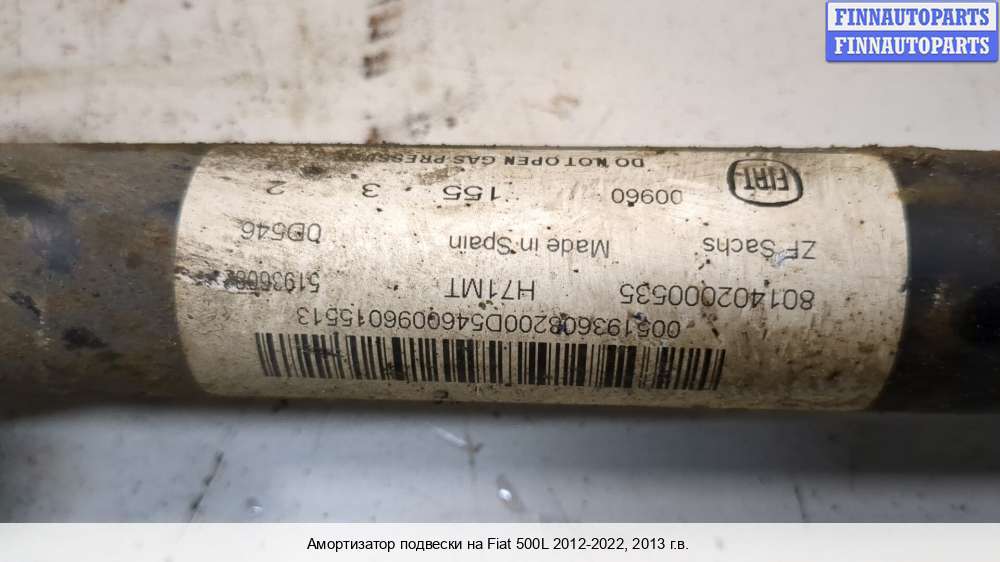 FINNAUTOPARTS
FINNAUTOPARTS
005193608200D5460096015513
801402000535 H71MT
ZF Sachs Made in Spain 0D546
FIAT 00960 155 3 2
DO NOT OPEN GAS
Амортизатор подвески на Fiat 500L 2012-2022, 2013 г.в.